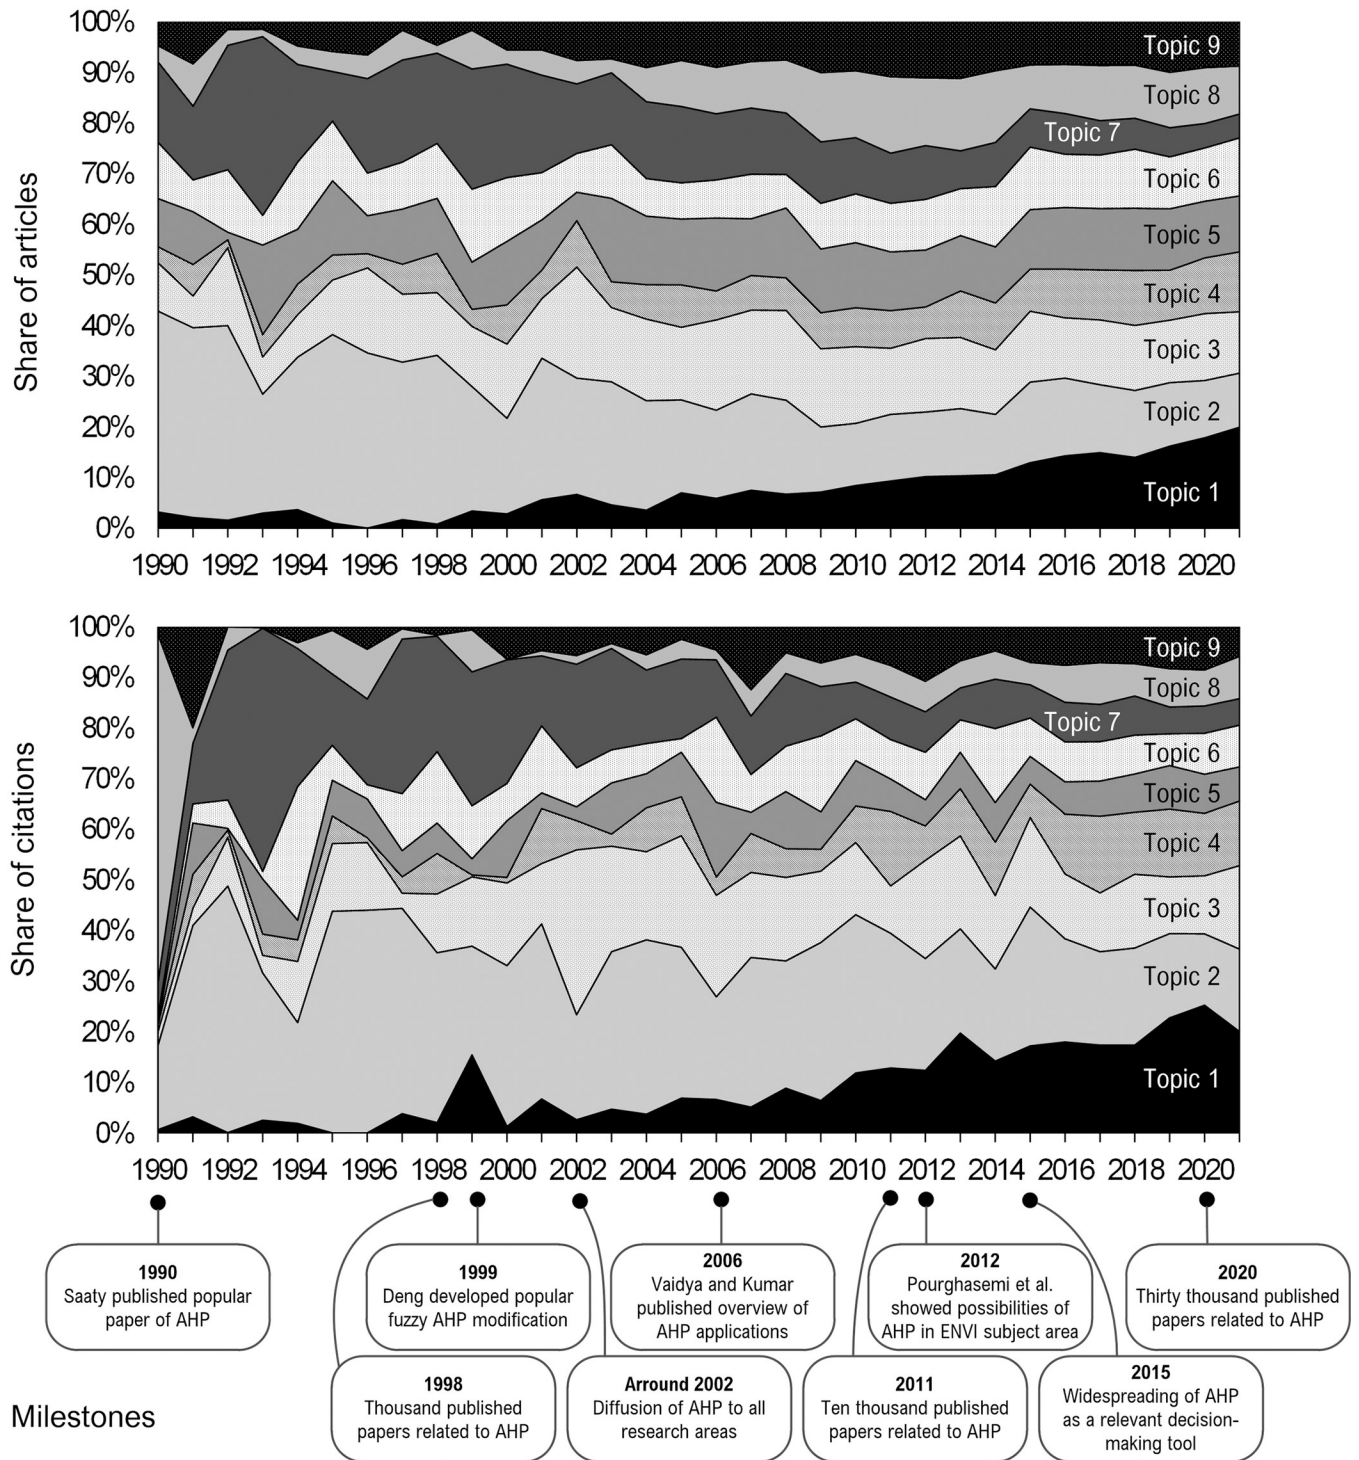 Share of articles
100%
90%
80%
70%
60%
50%
40%
30%
20%
10%
0%
Topic 9
Topic 8
Topic 7
Topic 6
Topic 5
Topic 4
Topic 3
Topic 2
Topic 1
1990 1992 1994 1996 1998 2000 2002 2004 2006 2008 2010 2012 2014 2016 2018 2020
Share of citations
100%
90%
80%
70%
60%
50%
40%
30%
20%
10%
0%
Topic 9
Topic 8
Topic 7
Topic 6
Topic 5
Topic 4
Topic 3
Topic 2
Topic 1
1990 1992 1994 1996 1998 2000 2002 2004 2006 2008 2010 2012 2014 2016 2018 2020
1990
Saaty published popular
paper of AHP
1999
Deng developed popular
fuzzy AHP modification
2006
Vaidya and Kumar
published overview of
AHP applications
2012
Pourghasemi et al.
showed possibilities of
AHP in ENVI subject area
2020
Thirty thousand published
papers related to AHP
Milestones
1998
Thousand published
papers related to AHP
Arround 2002
Diffusion of AHP to all
research areas
2011
Ten thousand published
papers related to AHP
2015
Widespreading of AHP
as a relevant decision-
making tool